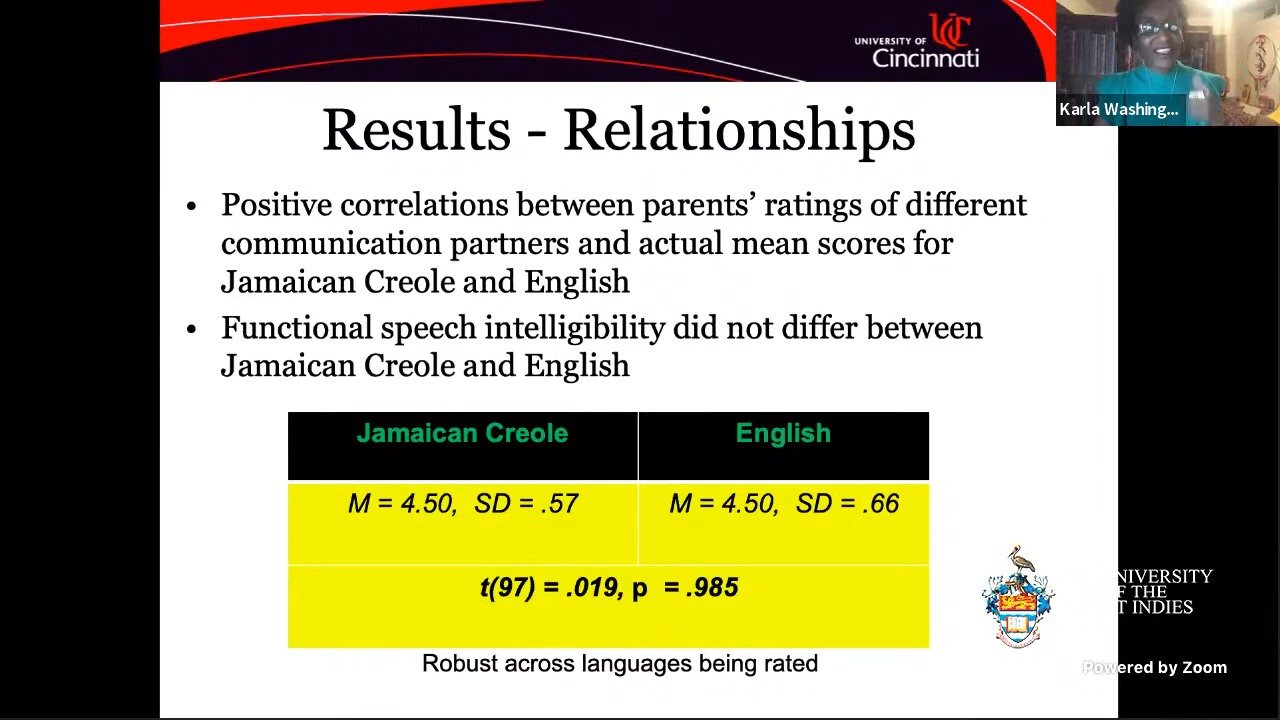 UNIVERSITY OF
Cincinnati
Karla Washing...
Results - Relationships
• Positive correlations between parents’ ratings of different
communication partners and actual mean scores for
Jamaican Creole and English
• Functional speech intelligibility did not differ between
Jamaican Creole and English
Jamaican Creole English
M = 4.50, SD = .57 M = 4.50, SD = .66
t(97) = .019, p = .985
Robust across languages being rated
NIVERSITY
F THE
T INDIES
Powered by Zoom